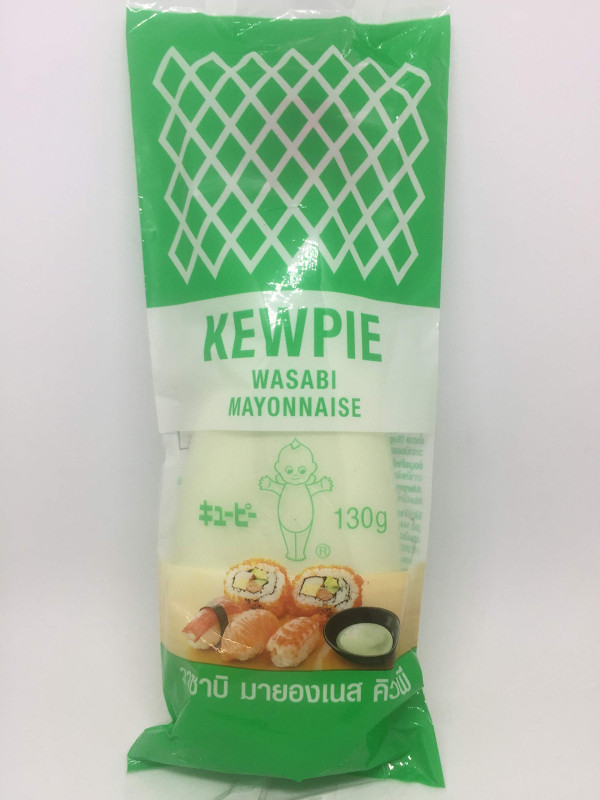 KEWPIE
WASABI
MAYONNAISE
キューピー 130g
®
วาซาบิ มายองเนส คิวพี